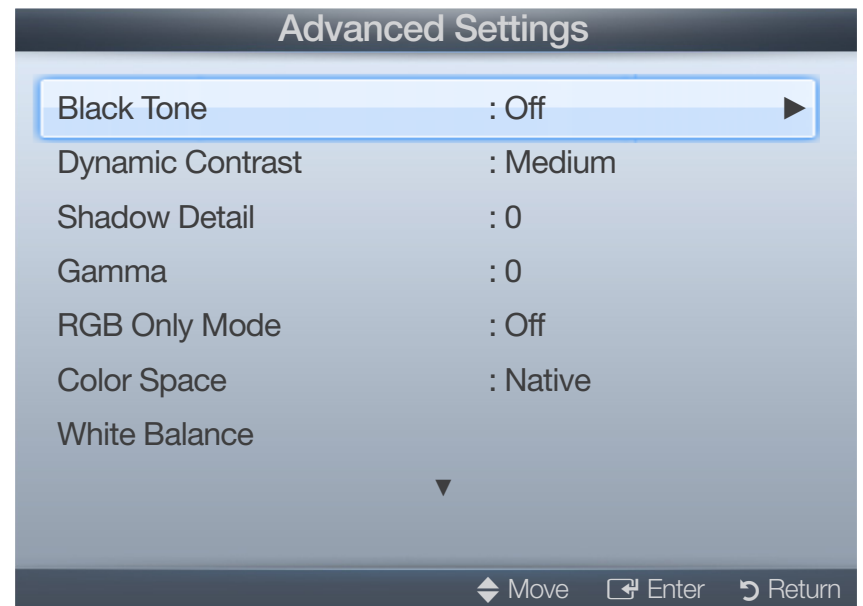 Advanced Settings
Black Tone : Off ▶
Dynamic Contrast : Medium
Shadow Detail : 0
Gamma : 0
RGB Only Mode : Off
Color Space : Native
White Balance
▼
Move Enter Return